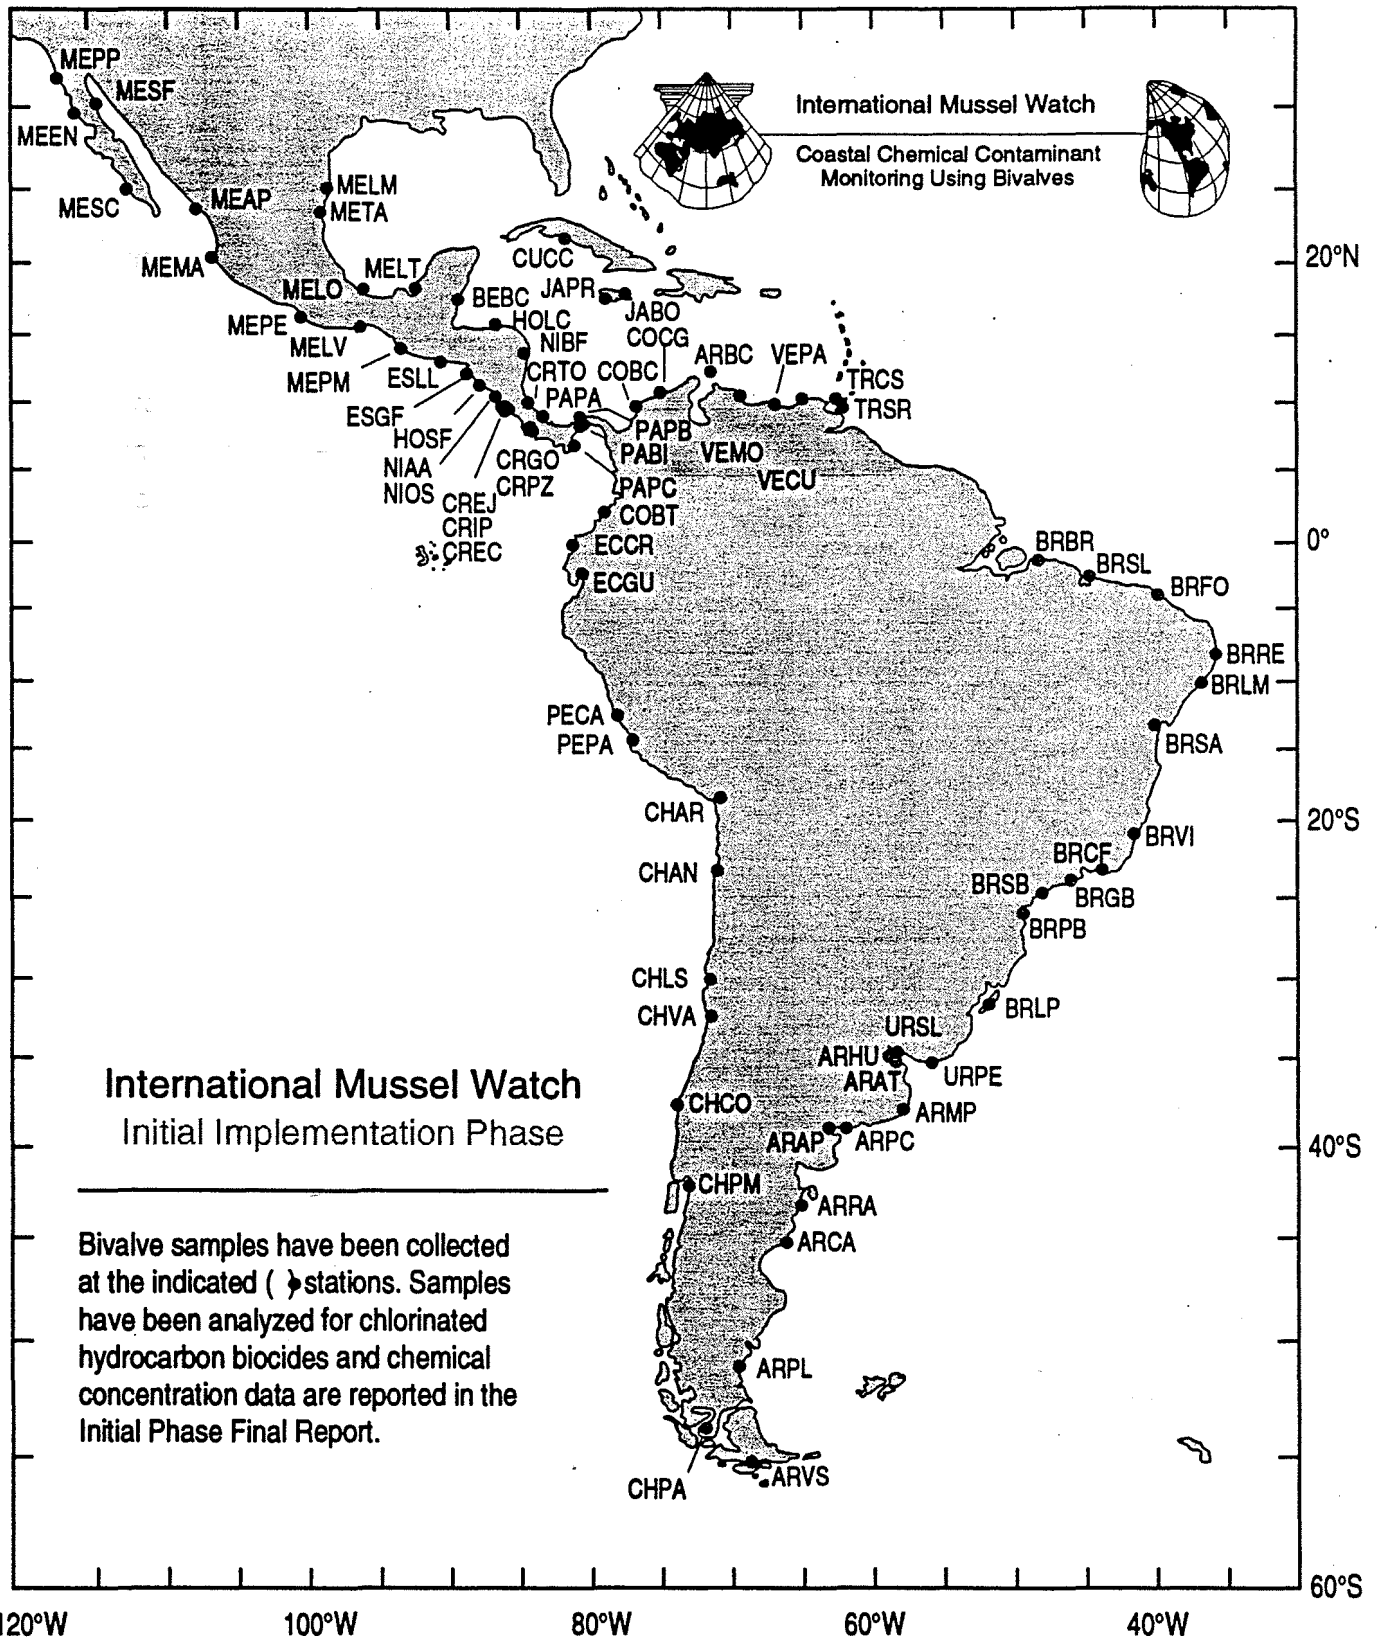 MEPP
MESF
MEEN
MESC
MEAP
MEMA
MELM
META
MELT
MELO
MEPE
MELV
MEPM
International Mussel Watch
Coastal Chemical Contaminant
Monitoring Using Bivalves
CUCC
JAPR
JABO
BEBC
HOLC
NIBF
COCG
ARBC
VEPA
CRTO
COBC
TRCS
TRSR
ESLL
PAPA
ESGF
HOSF
PAPB
PABI
VEMO
NIAA
NIOS
CRGO
CRPZ
VECU
PAPC
CREJ
CRIP
CREC
COBT
ECCR
ECGU
BRBR
BRSL
BRFO
BRRE
BRLM
BRSA
PECA
PEPA
CHAR
CHAN
BRVI
BRCF
BRSB
BRGB
BRPB
CHLS
CHVA
BRLP
URSL
ARHU
ARAT
URPE
CHCO
ARMP
ARAP
ARPC
CHPM
ARRA
ARCA
ARPL
CHPA
ARVS
20°N
0°
20°S
40°S
60°S
International Mussel Watch
Initial Implementation Phase
Bivalve samples have been collected
at the indicated ( ) stations. Samples
have been analyzed for chlorinated
hydrocarbon biocides and chemical
concentration data are reported in the
Initial Phase Final Report.
120°W 100°W 80°W 60°W 40°W